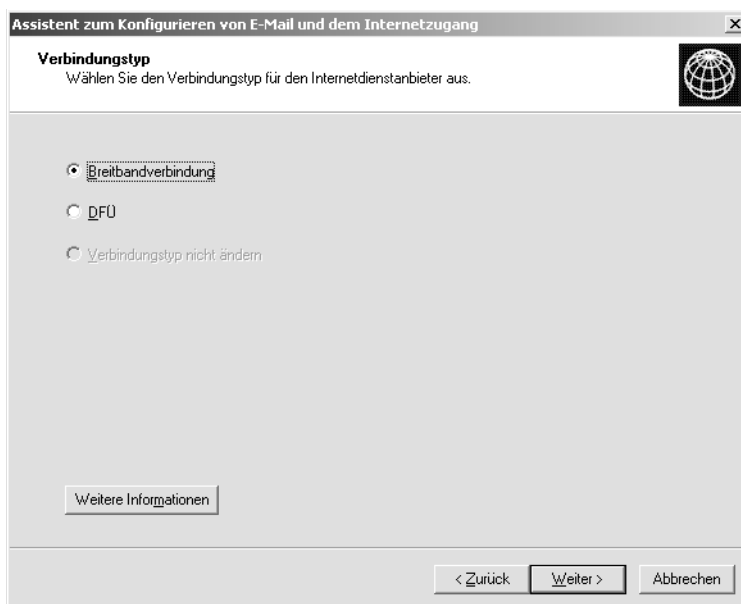 Assistent zum Konfigurieren von E-Mail und dem Internetzugang
Verbindungstyp
Wählen Sie den Verbindungstyp für den Internetdienstanbieter aus.
Breitbandverbindung
DFÜ
Verbindungstyp nicht ändern
Weitere Informationen
< Zurück Weiter > Abbrechen